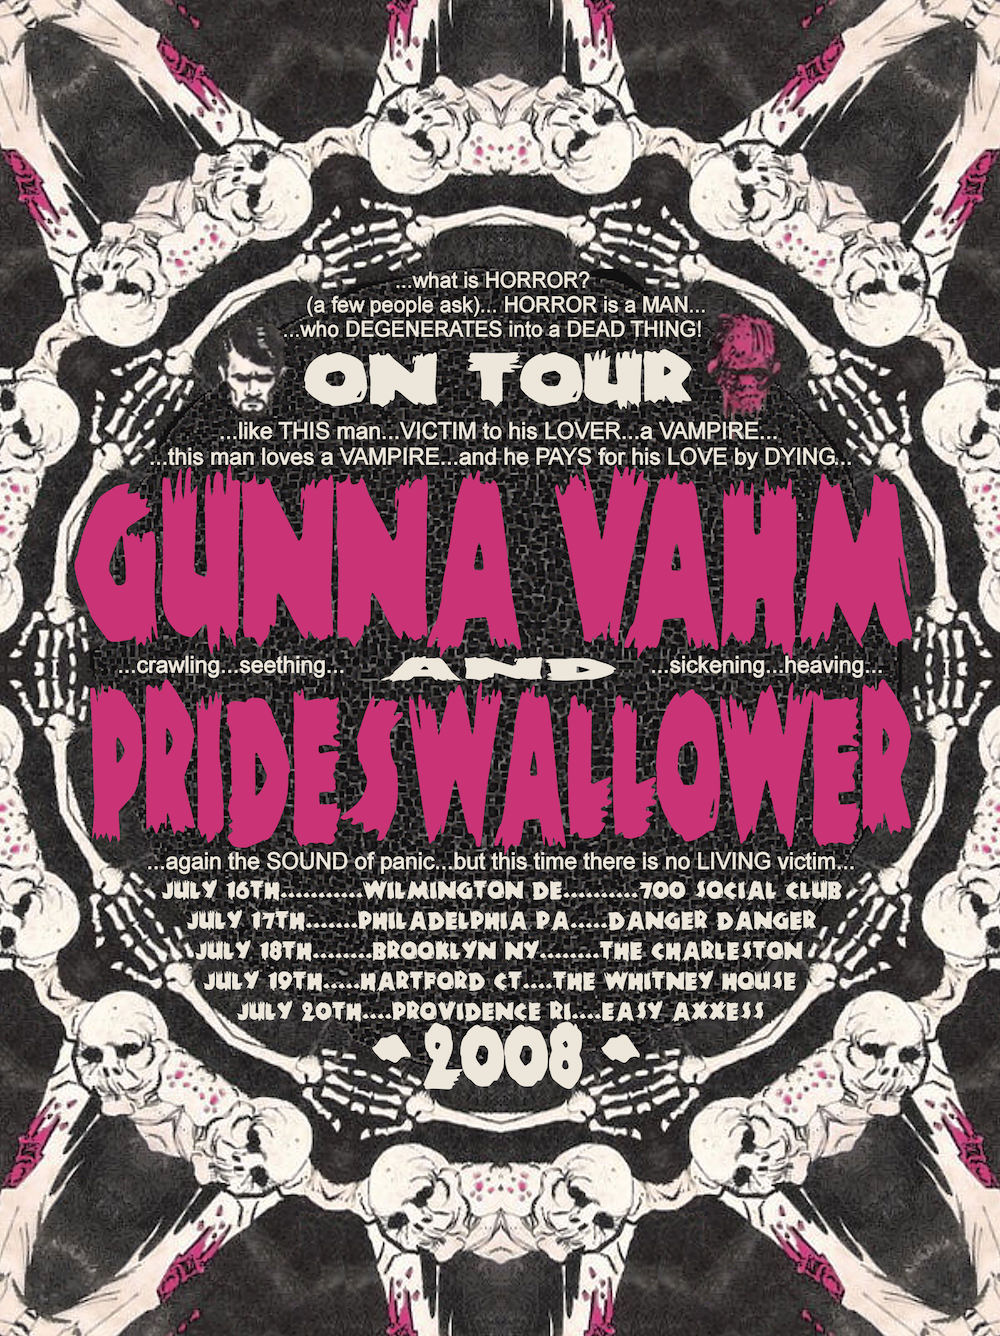 ...what is HORROR?
(a few people ask)... HORROR is a MAN...
...who DEGENERATES into a DEAD THING!
ON TOUR
...like THIS man...VICTIM to his LOVER...a VAMPIRE...
...this man loves a VAMPIRE...and he PAYS for his LOVE by DYING...
GUNNA VAHM
...crawling...seething... AND ...sickening...heaving...
PRIDESWALLOWER
...again the SOUND of panic...but this time there is no LIVING victim...
JULY 16TH...........WILMINGTON DE..........700 SOCIAL CLUB
JULY 17TH.......PHILADELPHIA PA.....DANGER DANGER
JULY 18TH........BROOKLYN NY........THE CHARLESTON
JULY 19TH.....HARTFORD CT....THE WHITNEY HOUSE
JULY 20TH....PROVIDENCE RI....EASY AXXESS
2008